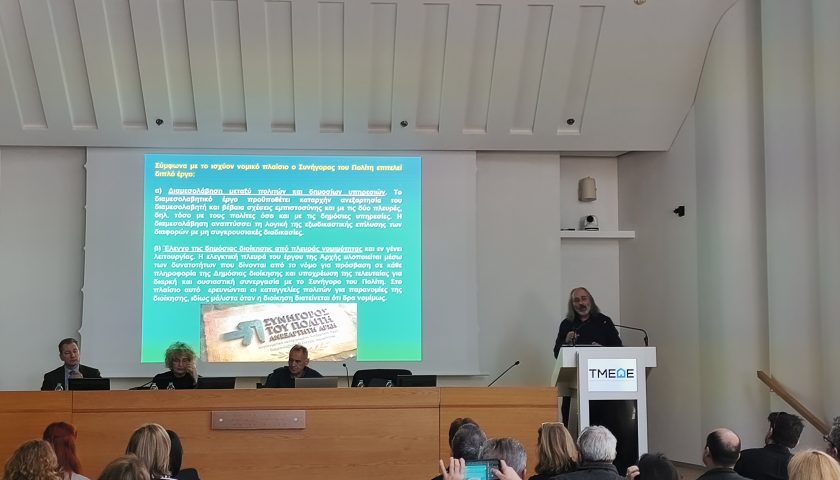 Σύμφωνα με το ισχύον νομικό πλαίσιο ο Συνήγορος του Πολίτη επιτελεί
διπλό έργο:
α) Διαμεσολάβηση μεταξύ πολιτών και δημοσίων υπηρεσιών. Το
διαμεσολαβητικό έργο προϋποθέτει καταρχήν ανεξαρτησία του
διαμεσολαβητή και βέβαια σχέσεις εμπιστοσύνης και με τις δύο πλευρές,
δηλ. τόσο με τους πολίτες όσο και με τις δημόσιες υπηρεσίες. Η
διαμεσολάβηση αναπτύσσει τη λογική της εξωδικαστικής επίλυσης των
διαφορών με μη συγκρουσιακές διαδικασίες.
β) Έλεγχο της δημόσιας διοίκησης από πλευράς νομιμότητας και εν γένει
λειτουργίας. Η ελεγκτική πλευρά του έργου της Αρχής υλοποιείται μέσω
των δυνατοτήτων που δίνονται από το νόμο για πρόσβαση σε κάθε
πληροφορία της Δημόσιας διοίκησης και υποχρέωση της τελευταίας για
διαρκή και ουσιαστική συνεργασία με το Συνήγορο του Πολίτη. Στο
πλαίσιο αυτό ερευνώνται οι καταγγελίες πολιτών για παρανομίες της
διοίκησης, ιδίως μάλιστα όταν η διοίκηση διατείνεται ότι δρα νομίμως.
ΣΥΝΗΓΟΡΟΣ
ΤΟΥ ΠΟΛΙΤΗ
ΑΝΕΞΑΡΤΗΤΗ ΑΡΧΗ
ΤΜΕΔΕ